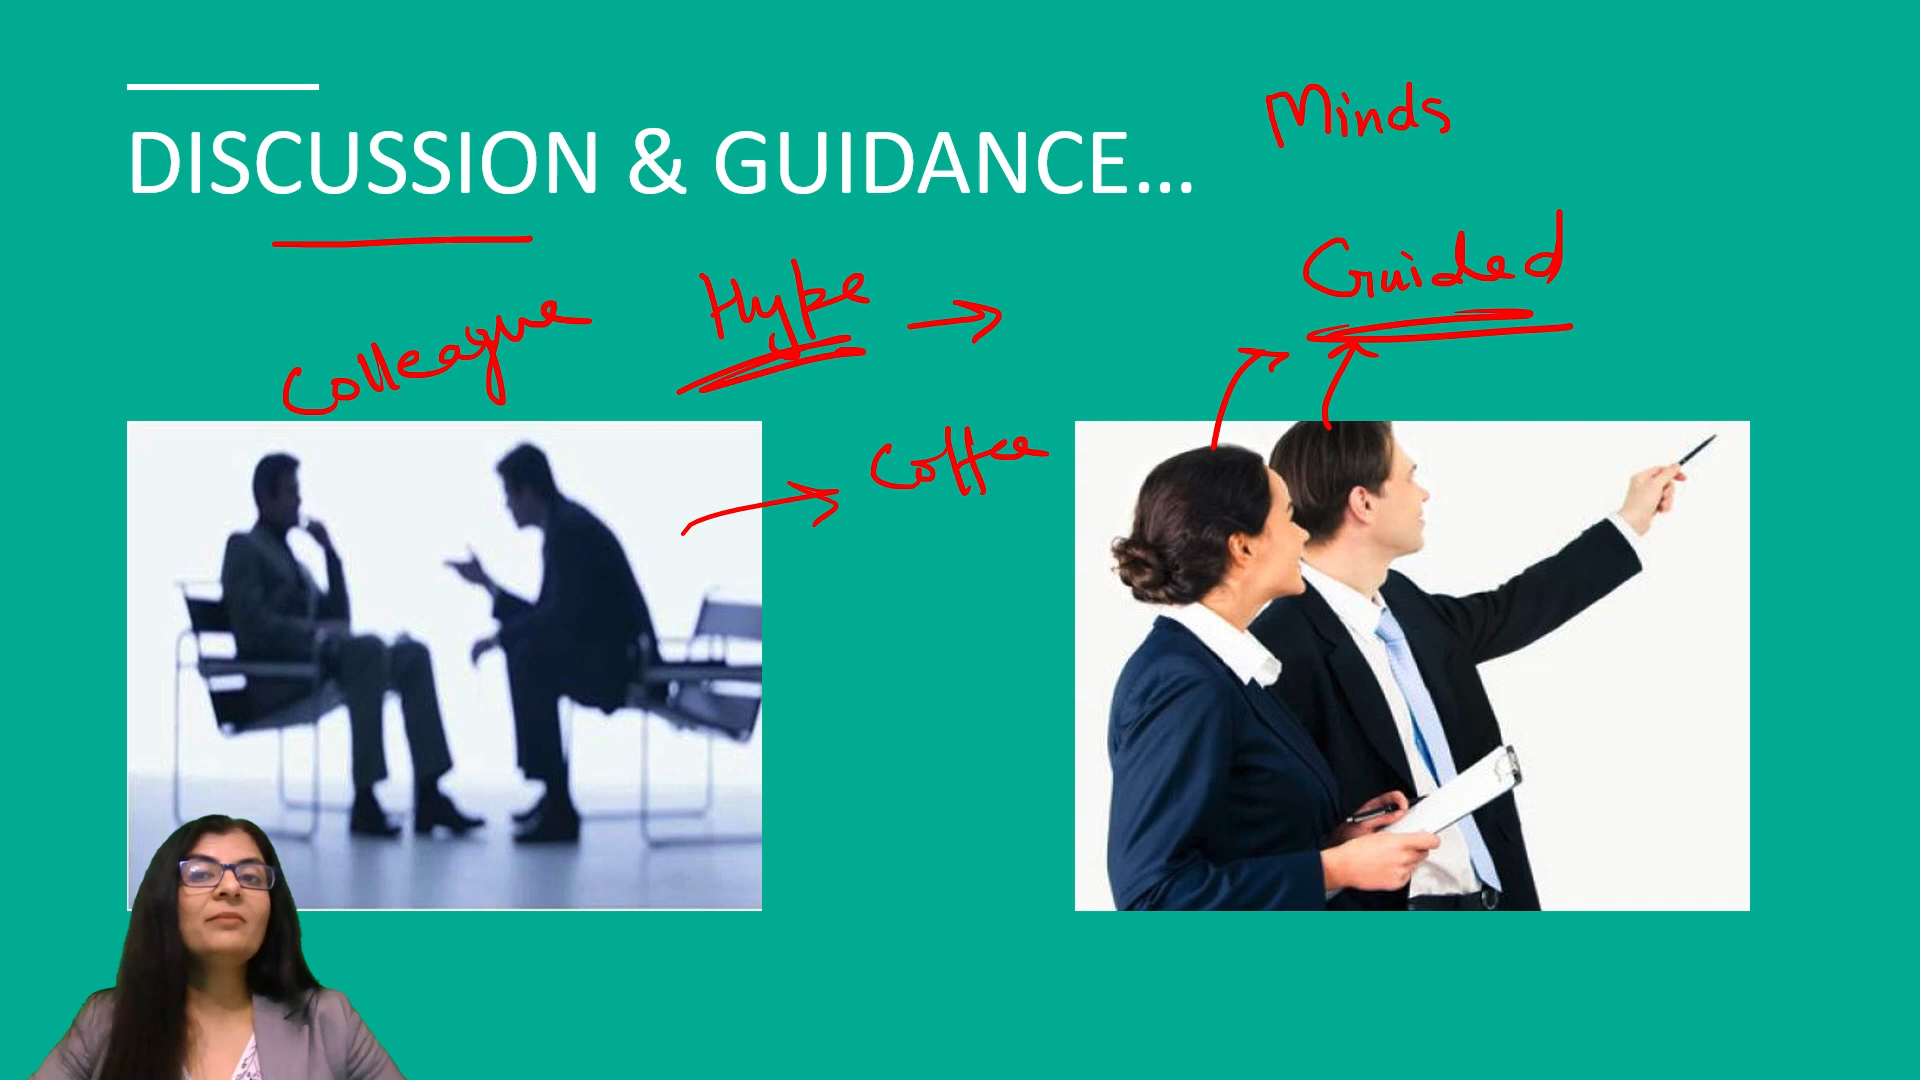 Minds
DISCUSSION & GUIDANCE...
Guided
Hype
Colleague
Coffee